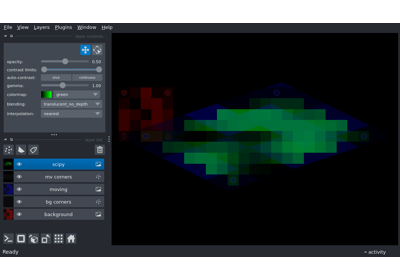 File View Layers Plugins Window Help
opacity: 0.50
contrast limits:
auto-contrast: once continuous
gamma: 1.00
colormap: green
blending: translucent_no_depth
interpolation: nearest
scipy
mv corners
moving
bg corners
background
Ready
activity